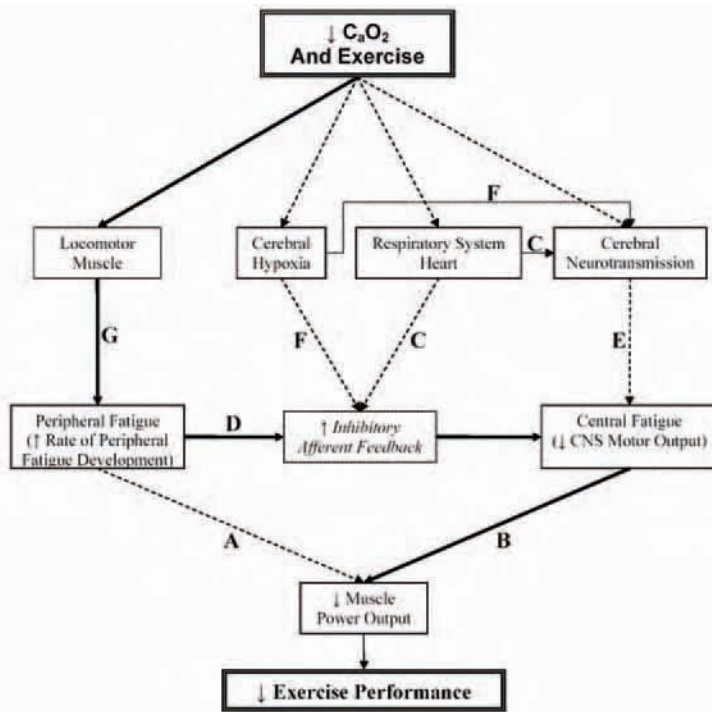 ↓ CₐO₂
And Exercise
F
Locomotor
Muscle
Cerebral
Hypoxia
Respiratory System
Heart
C
Cerebral
Neurotransmission
G
F
C
E
Peripheral Fatigue
(↑ Rate of Peripheral
Fatigue Development)
D
↑ Inhibitory
Afferent Feedback
Central Fatigue
(↓ CNS Motor Output)
A
B
↓ Muscle
Power Output
↓ Exercise Performance